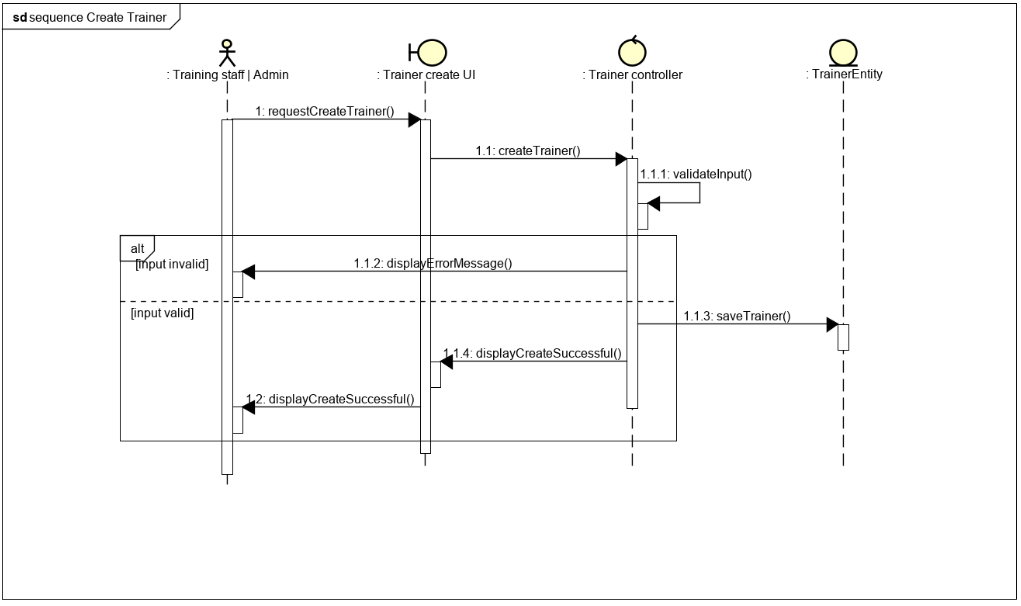 sd sequence Create Trainer
: Training staff | Admin
: Trainer create UI
: Trainer controller
: TrainerEntity
1: requestCreateTrainer()
1.1: createTrainer()
1.1.1: validateInput()
alt
[input invalid]
1.1.2: displayErrorMessage()
[input valid]
1.1.3: saveTrainer()
1.1.4: displayCreateSuccessful()
1.2: displayCreateSuccessful()